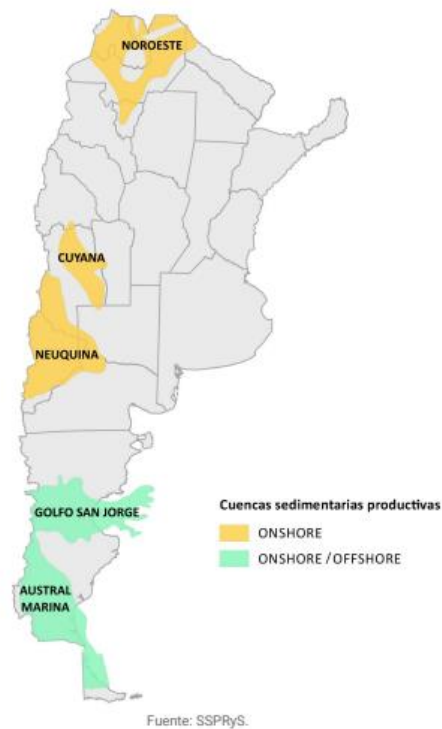 NOROESTE
CUYANA
NEUQUINA
GOLFO SAN JORGE
AUSTRAL
MARINA
Cuencas sedimentarias productivas
ONSHORE
ONSHORE / OFFSHORE
Fuente: SSPRyS.